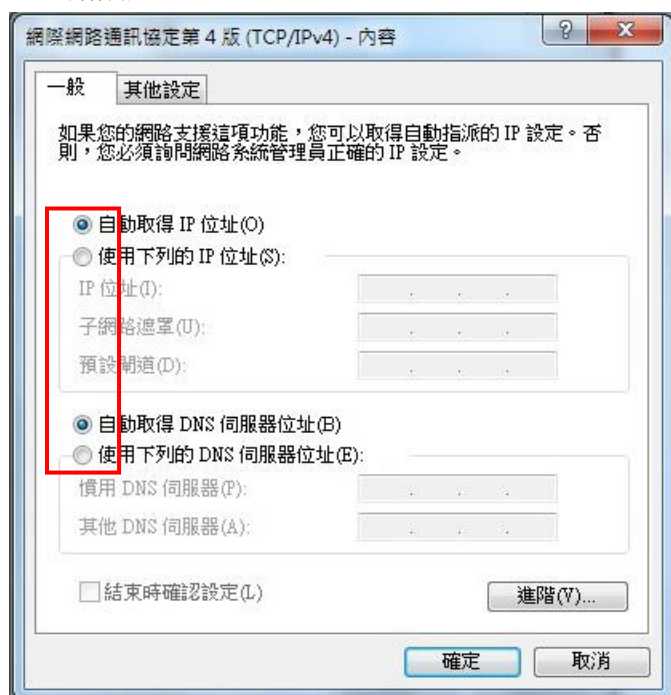 網際網路通訊協定第 4 版 (TCP/IPv4) - 內容
一般 其他設定
如果您的網路支援這項功能,您可以取得自動指派的 IP 設定。否
則,您必須詢問網路系統管理員正確的 IP 設定。
自動取得 IP 位址(O)
使用下列的 IP 位址(S):
IP 位址(I):
子網路遮罩(U):
預設閘道(D):
自動取得 DNS 伺服器位址(B)
使用下列的 DNS 伺服器位址(E):
慣用 DNS 伺服器(P):
其他 DNS 伺服器(A):
結束時確認設定(L)
進階(V)...
確定 取消